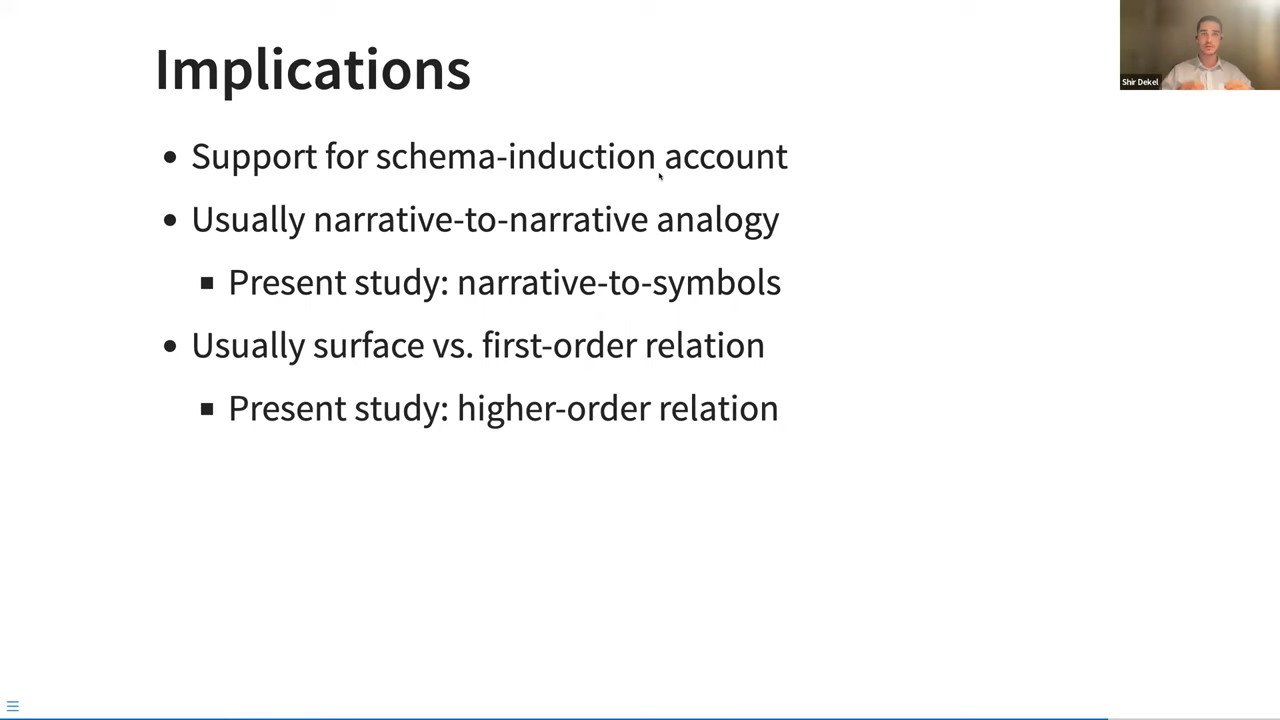 Implications
Shir Dekel
Support for schema-induction account
Usually narrative-to-narrative analogy
Present study: narrative-to-symbols
Usually surface vs. first-order relation
Present study: higher-order relation